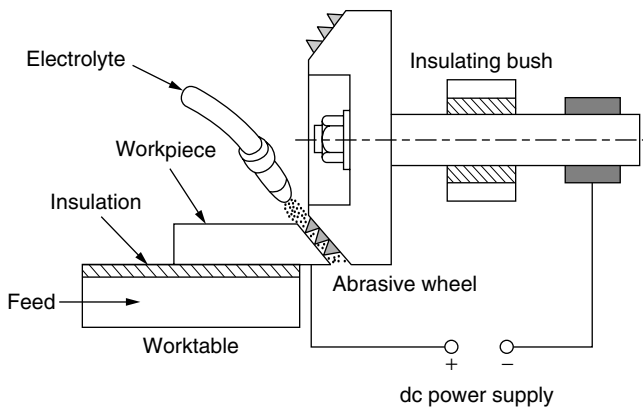 Electrolyte
Insulating bush
Workpiece
Insulation
Abrasive wheel
Feed
Worktable
+ −
dc power supply